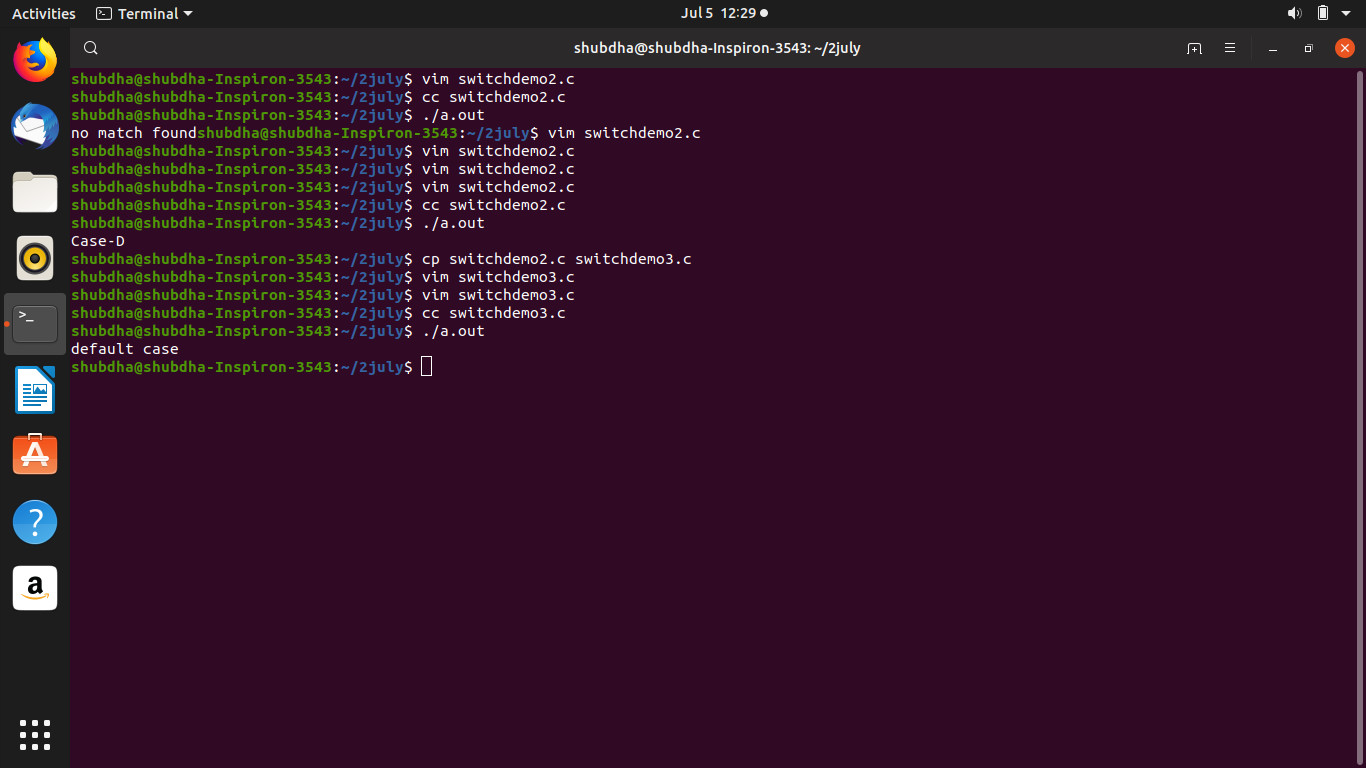 Activities Terminal Jul 5 12:29
shubdha@shubdha-Inspiron-3543: ~/2july
shubdha@shubdha-Inspiron-3543:~/2july$ vim switchdemo2.c
shubdha@shubdha-Inspiron-3543:~/2july$ cc switchdemo2.c
shubdha@shubdha-Inspiron-3543:~/2july$ ./a.out
no match foundshubdha@shubdha-Inspiron-3543:~/2july$ vim switchdemo2.c
shubdha@shubdha-Inspiron-3543:~/2july$ vim switchdemo2.c
shubdha@shubdha-Inspiron-3543:~/2july$ vim switchdemo2.c
shubdha@shubdha-Inspiron-3543:~/2july$ vim switchdemo2.c
shubdha@shubdha-Inspiron-3543:~/2july$ cc switchdemo2.c
shubdha@shubdha-Inspiron-3543:~/2july$ ./a.out
Case-D
shubdha@shubdha-Inspiron-3543:~/2july$ cp switchdemo2.c switchdemo3.c
shubdha@shubdha-Inspiron-3543:~/2july$ vim switchdemo3.c
shubdha@shubdha-Inspiron-3543:~/2july$ vim switchdemo3.c
shubdha@shubdha-Inspiron-3543:~/2july$ cc switchdemo3.c
shubdha@shubdha-Inspiron-3543:~/2july$ ./a.out
default case
shubdha@shubdha-Inspiron-3543:~/2july$
>_
?
a